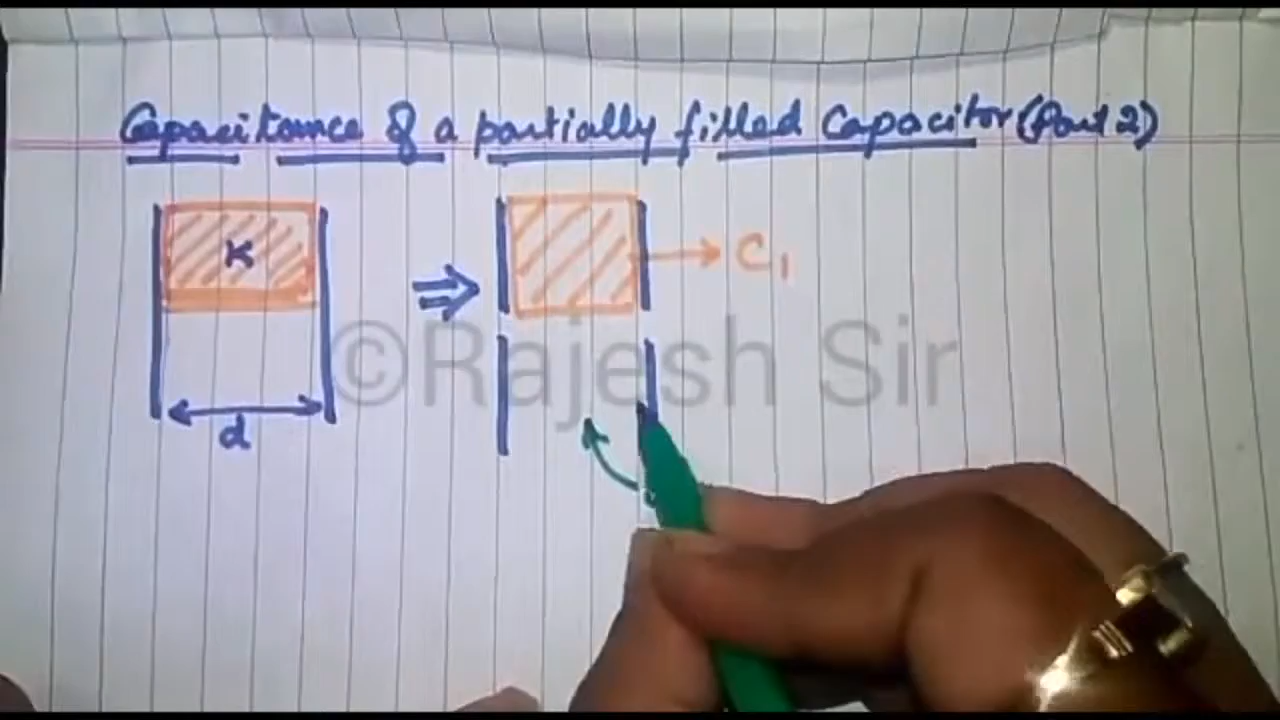 Capacitance of a partially filled Capacitor (Part 2)
K
C1
©Rajesh Sir
d